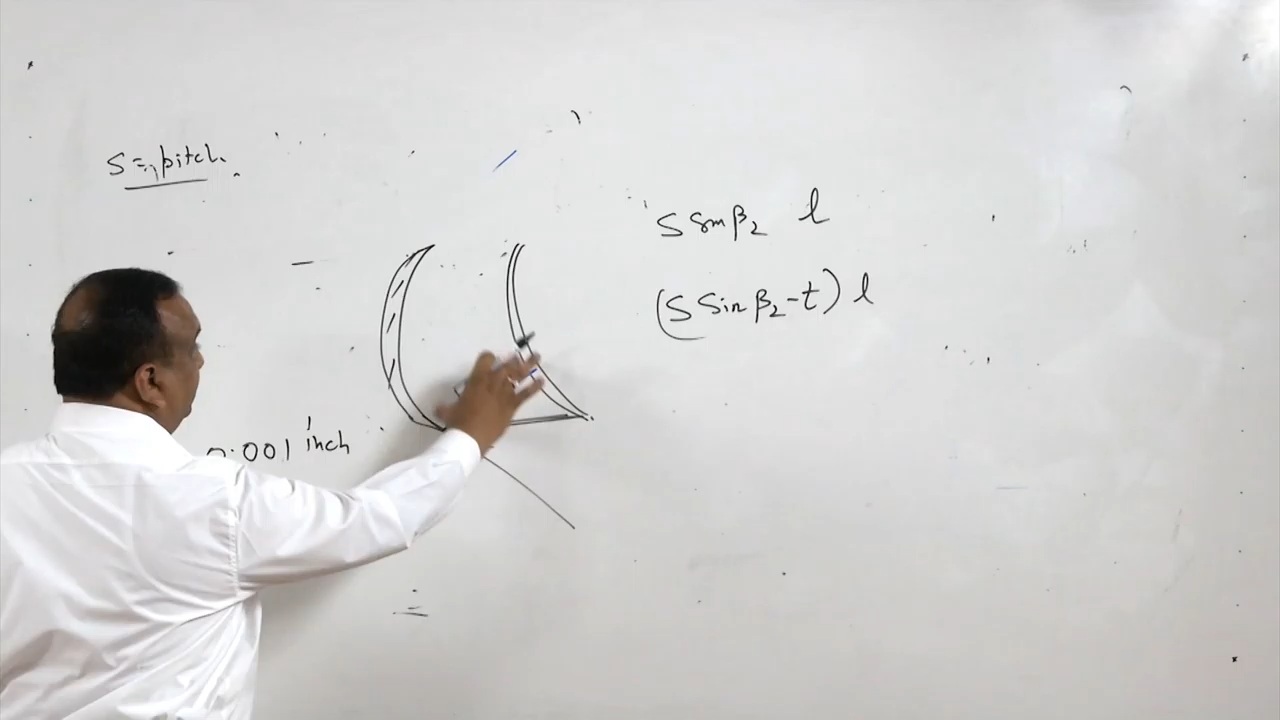 S = pitch.
S Sin β₂ l
(S Sin β₂ - t) l
0.001 inch